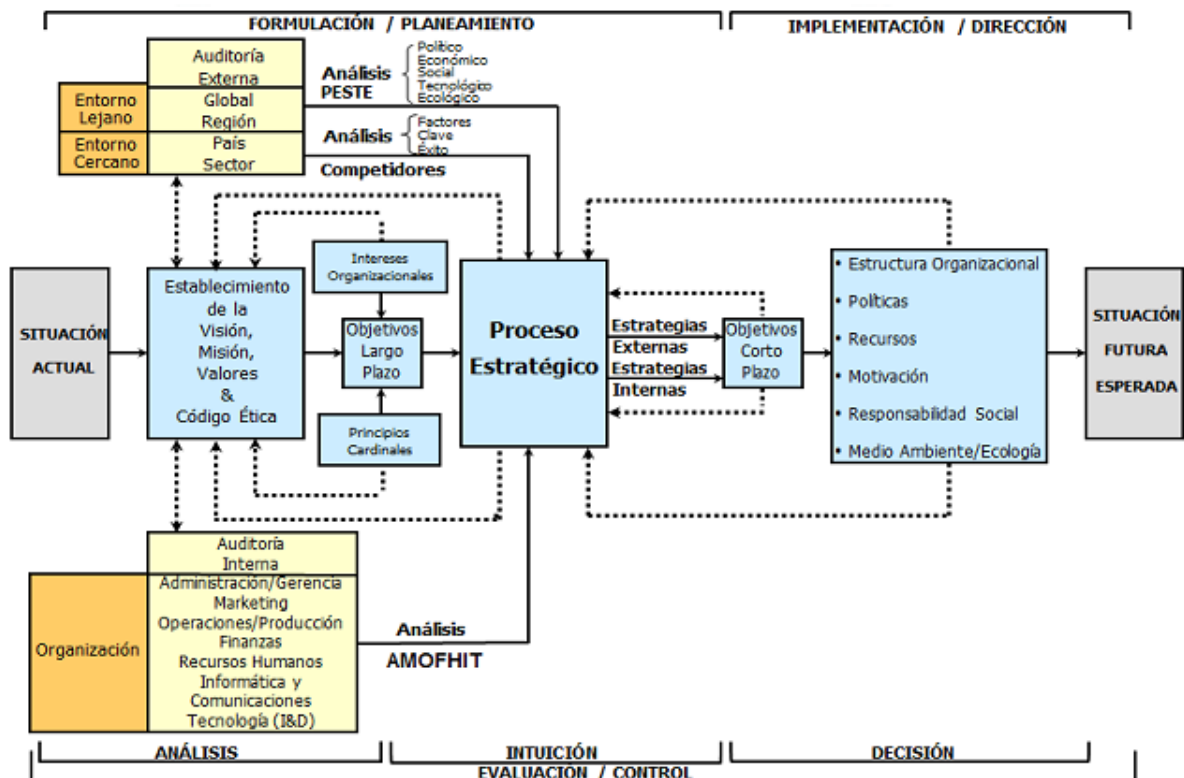 FORMULACIÓN / PLANEAMIENTO
IMPLEMENTACIÓN / DIRECCIÓN
Auditoría
Externa
Entorno
Lejano
Global
Región
Entorno
Cercano
País
Sector
Análisis
PESTE
Político
Económico
Social
Tecnológico
Ecológico
Análisis
Competidores
Factores
Clave
Éxito
SITUACIÓN
ACTUAL
Establecimiento
de la
Visión,
Misión,
Valores
&
Código Ética
Intereses
Organizacionales
Objetivos
Largo
Plazo
Principios
Cardinales
Proceso
Estratégico
Estrategias
Externas
Estrategias
Internas
Objetivos
Corto
Plazo
• Estructura Organizacional
• Políticas
• Recursos
• Motivación
• Responsabilidad Social
• Medio Ambiente/Ecología
SITUACIÓN
FUTURA
ESPERADA
Auditoría
Interna
Organización
Administración/Gerencia
Marketing
Operaciones/Producción
Finanzas
Recursos Humanos
Informática y
Comunicaciones
Tecnología (I&D)
Análisis
AMOFHIT
ANÁLISIS
INTUICIÓN
DECISIÓN
EVALUACIÓN / CONTROL